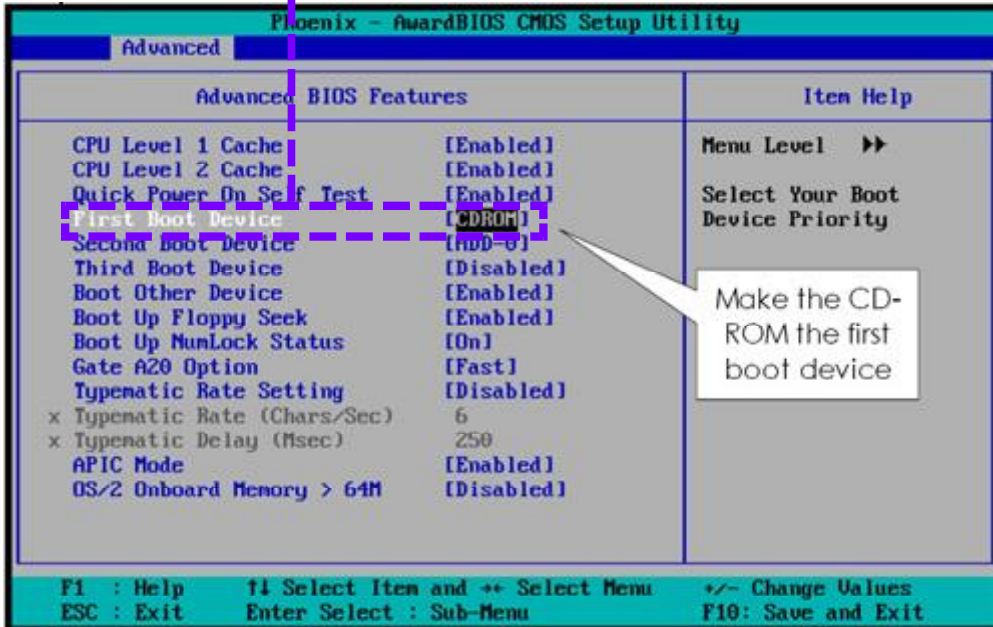 Phoenix - AwardBIOS CMOS Setup Utility
Advanced
Advanced BIOS Features
Item Help
CPU Level 1 Cache [Enabled]
CPU Level 2 Cache [Enabled]
Quick Power On Self Test [Enabled]
First Boot Device [CDROM]
Second Boot Device [HDD-0]
Third Boot Device [Disabled]
Boot Other Device [Enabled]
Boot Up Floppy Seek [Enabled]
Boot Up NumLock Status [On]
Gate A20 Option [Fast]
Typematic Rate Setting [Disabled]
x Typematic Rate (Chars/Sec) 6
x Typematic Delay (Msec) 250
APIC Mode [Enabled]
OS/2 Onboard Memory > 64M [Disabled]
Menu Level ▶▶
Select Your Boot
Device Priority
Make the CD-
ROM the first
boot device
F1 : Help ↑↓ Select Item and →← Select Menu +/- Change Values
ESC : Exit Enter Select : Sub-Menu F10: Save and Exit